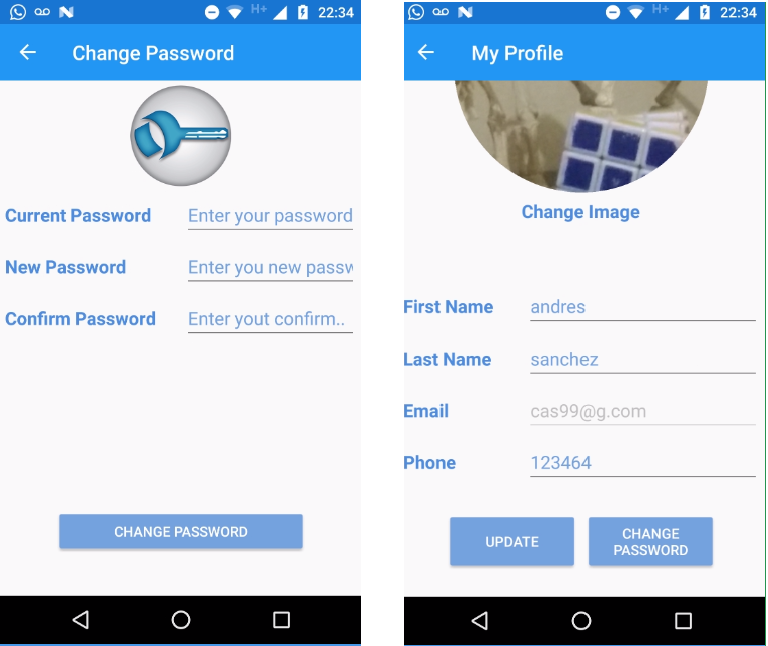 H+ 22:34
Change Password
Current Password Enter your password
New Password Enter you new passw
Confirm Password Enter yout confirm..
CHANGE PASSWORD
H+ 22:34
My Profile
Change Image
First Name andres
Last Name sanchez
Email cas99@g.com
Phone 123464
UPDATE
CHANGE
PASSWORD